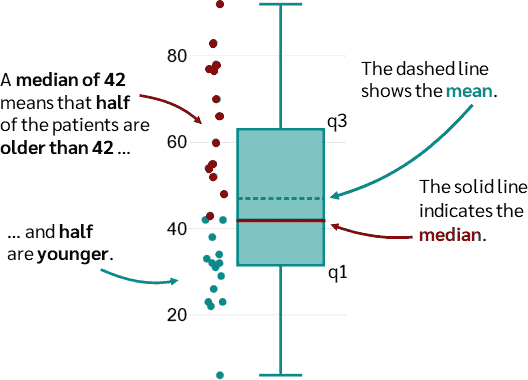 80
60
40
20
A median of 42
means that half
of the patients are
older than 42 ...
... and half
are younger.
q3
q1
The dashed line
shows the mean.
The solid line
indicates the
median.